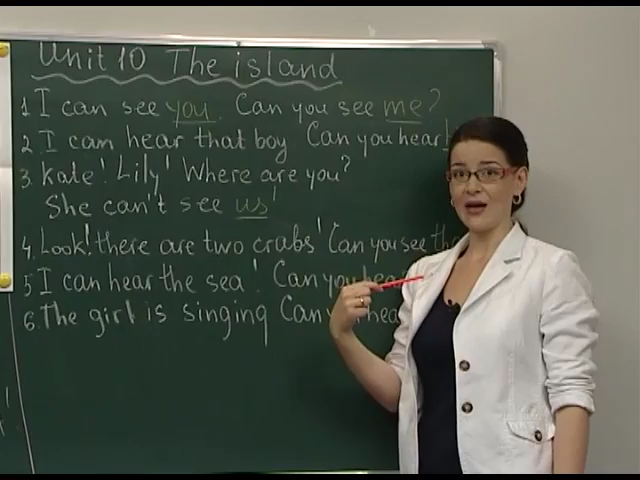 Unit 10 The island
1 I can see you. Can you see me?
2. I can hear that boy Can you hear
3. Kate! Lily! Where are you?
She can't see us!
4. Look! there are two crabs! Can you see
5 I can hear the sea! Can you
6. The girl is singing Can